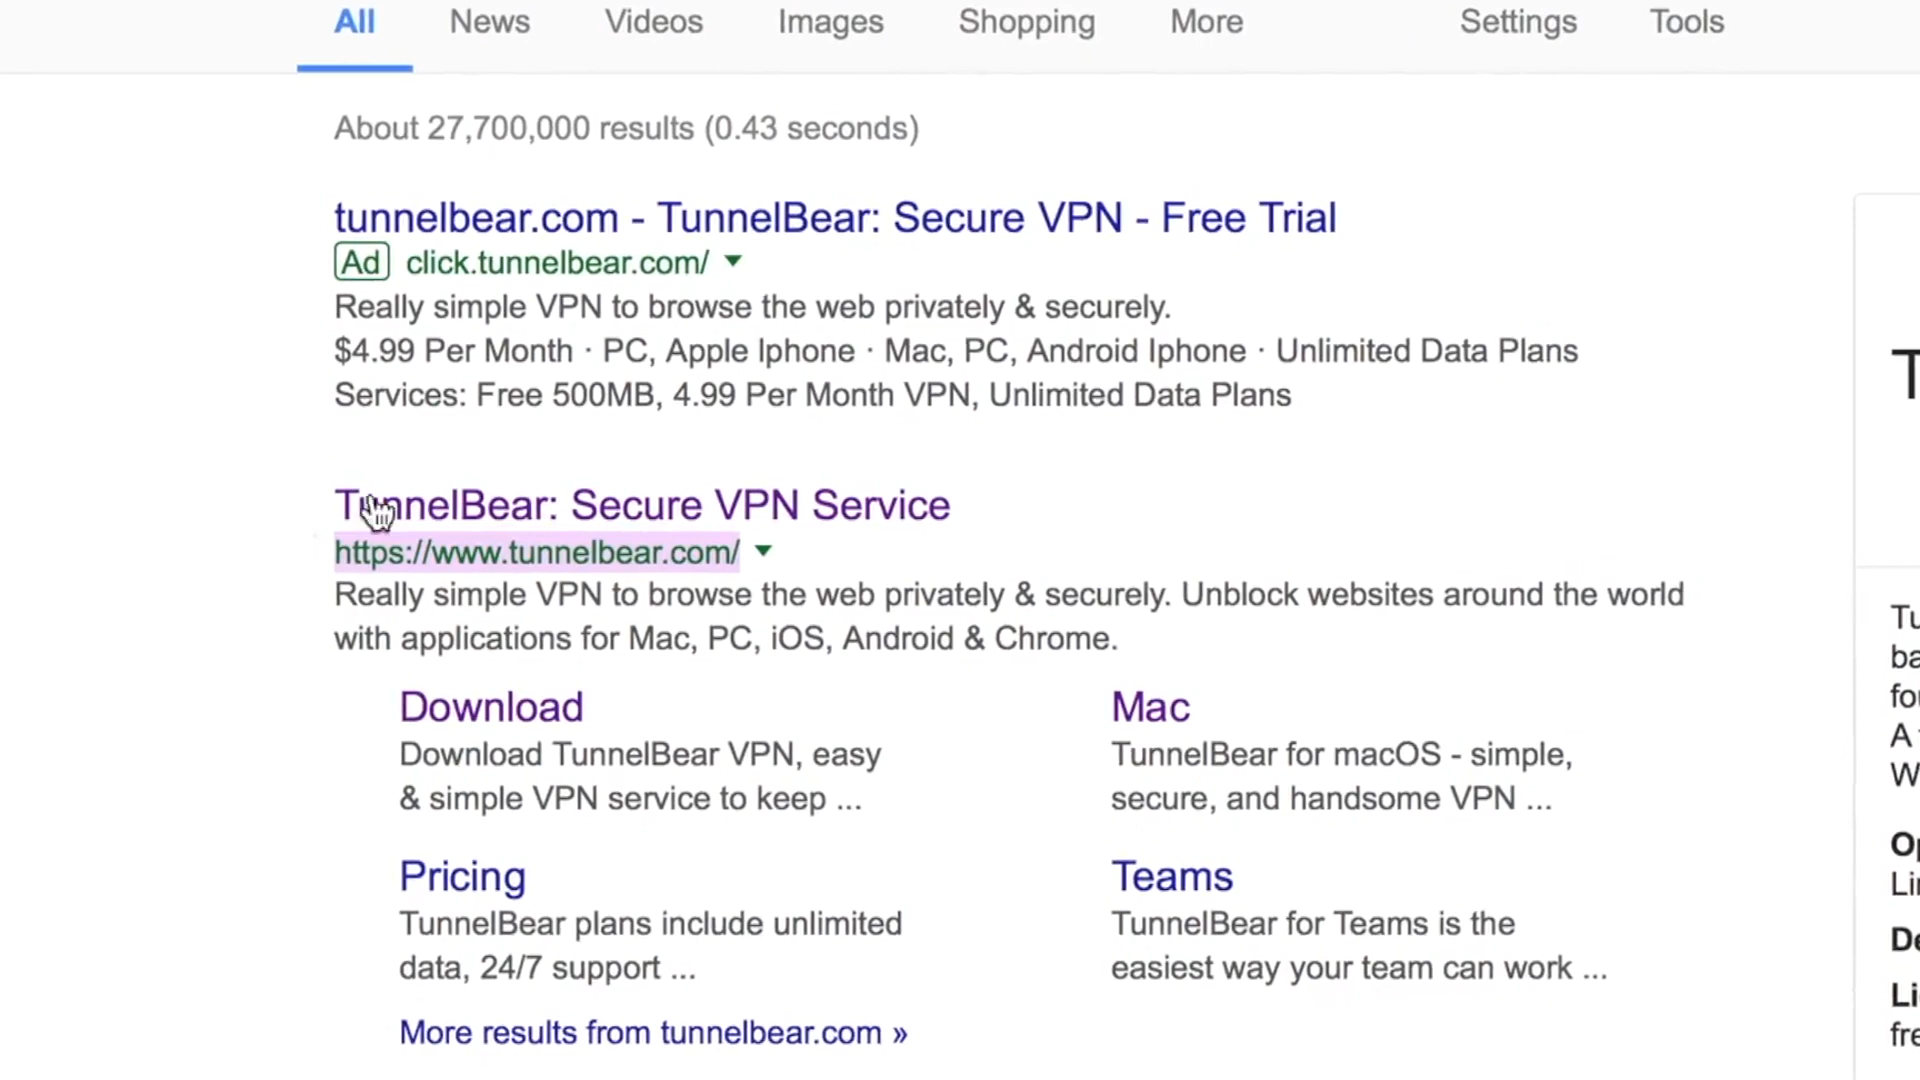 All News Videos Images Shopping More Settings Tools
About 27,700,000 results (0.43 seconds)
tunnelbear.com - TunnelBear: Secure VPN - Free Trial
Ad click.tunnelbear.com/
Really simple VPN to browse the web privately & securely.
$4.99 Per Month · PC, Apple Iphone · Mac, PC, Android Iphone · Unlimited Data Plans
Services: Free 500MB, 4.99 Per Month VPN, Unlimited Data Plans
TunnelBear: Secure VPN Service
https://www.tunnelbear.com/
Really simple VPN to browse the web privately & securely. Unblock websites around the world
with applications for Mac, PC, iOS, Android & Chrome.
Download
Download TunnelBear VPN, easy
& simple VPN service to keep ...
Mac
TunnelBear for macOS - simple,
secure, and handsome VPN ...
Pricing
TunnelBear plans include unlimited
data, 24/7 support ...
Teams
TunnelBear for Teams is the
easiest way your team can work ...
More results from tunnelbear.com »